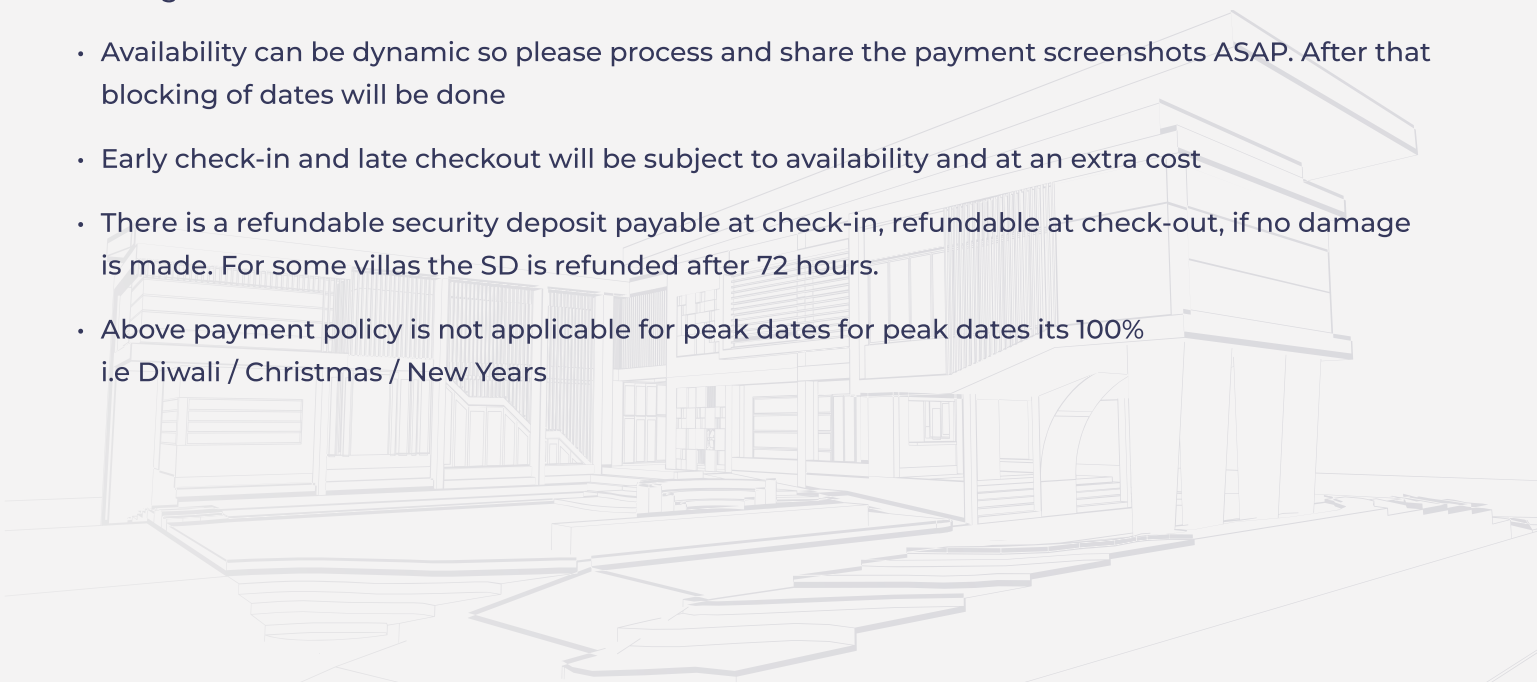 • Availability can be dynamic so please process and share the payment screenshots ASAP. After that
blocking of dates will be done
• Early check-in and late checkout will be subject to availability and at an extra cost
• There is a refundable security deposit payable at check-in, refundable at check-out, if no damage
is made. For some villas the SD is refunded after 72 hours.
• Above payment policy is not applicable for peak dates for peak dates its 100%
i.e Diwali / Christmas / New Years